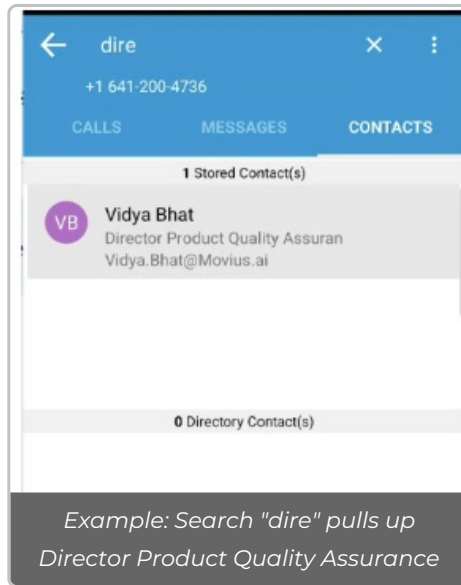 dire
+1 641-200-4736
CALLS MESSAGES CONTACTS
1 Stored Contact(s)
VB
Vidya Bhat
Director Product Quality Assuran
Vidya.Bhat@Movius.ai
0 Directory Contact(s)
Example: Search "dire" pulls up
Director Product Quality Assurance